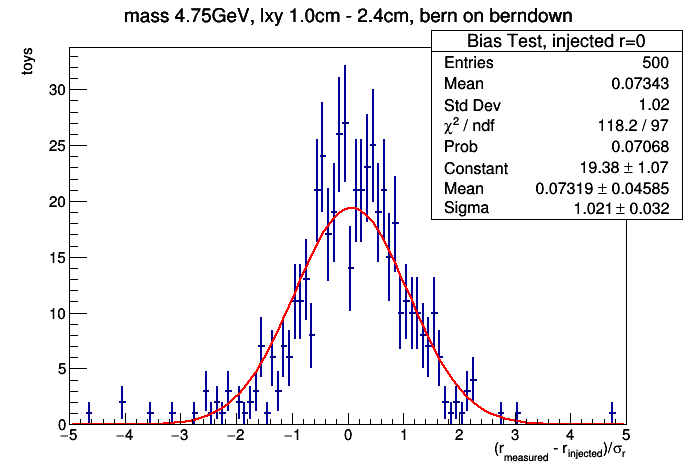 mass 4.75GeV, lxy 1.0cm - 2.4cm, bern on berndown
Bias Test, injected r=0
Entries 500
Mean 0.07343
Std Dev 1.02
χ² / ndf 118.2 / 97
Prob 0.07068
Constant 19.38 ± 1.07
Mean 0.07319 ± 0.04585
Sigma 1.021 ± 0.032
toys
30
25
20
15
10
5
0
−5 −4 −3 −2 −1 0 1 2 3 4 5
(r_measured - r_injected)/σ_r